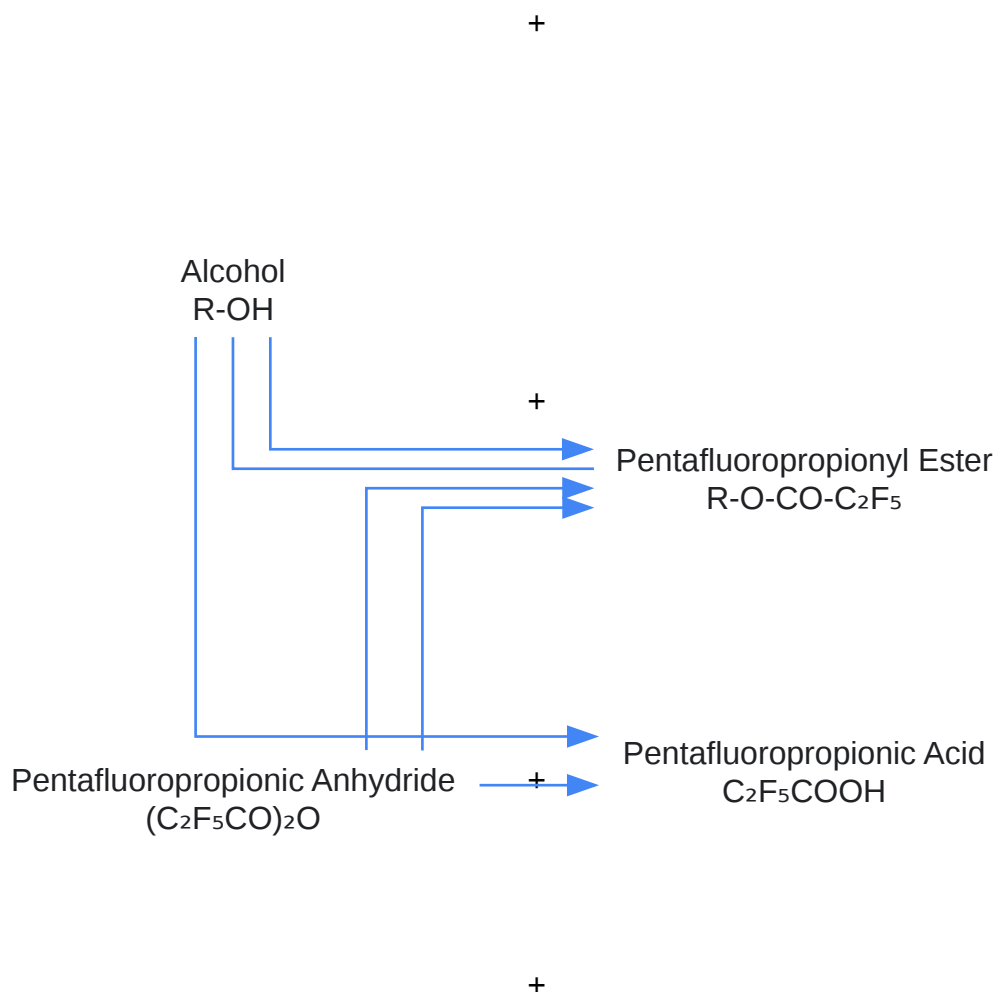 +
Alcohol
R-OH
+
Pentafluoropropionyl Ester
R-O-CO-C₂F₅
Pentafluoropropionic Acid
C₂F₅COOH
Pentafluoropropionic Anhydride
(C₂F₅CO)₂O
+
+